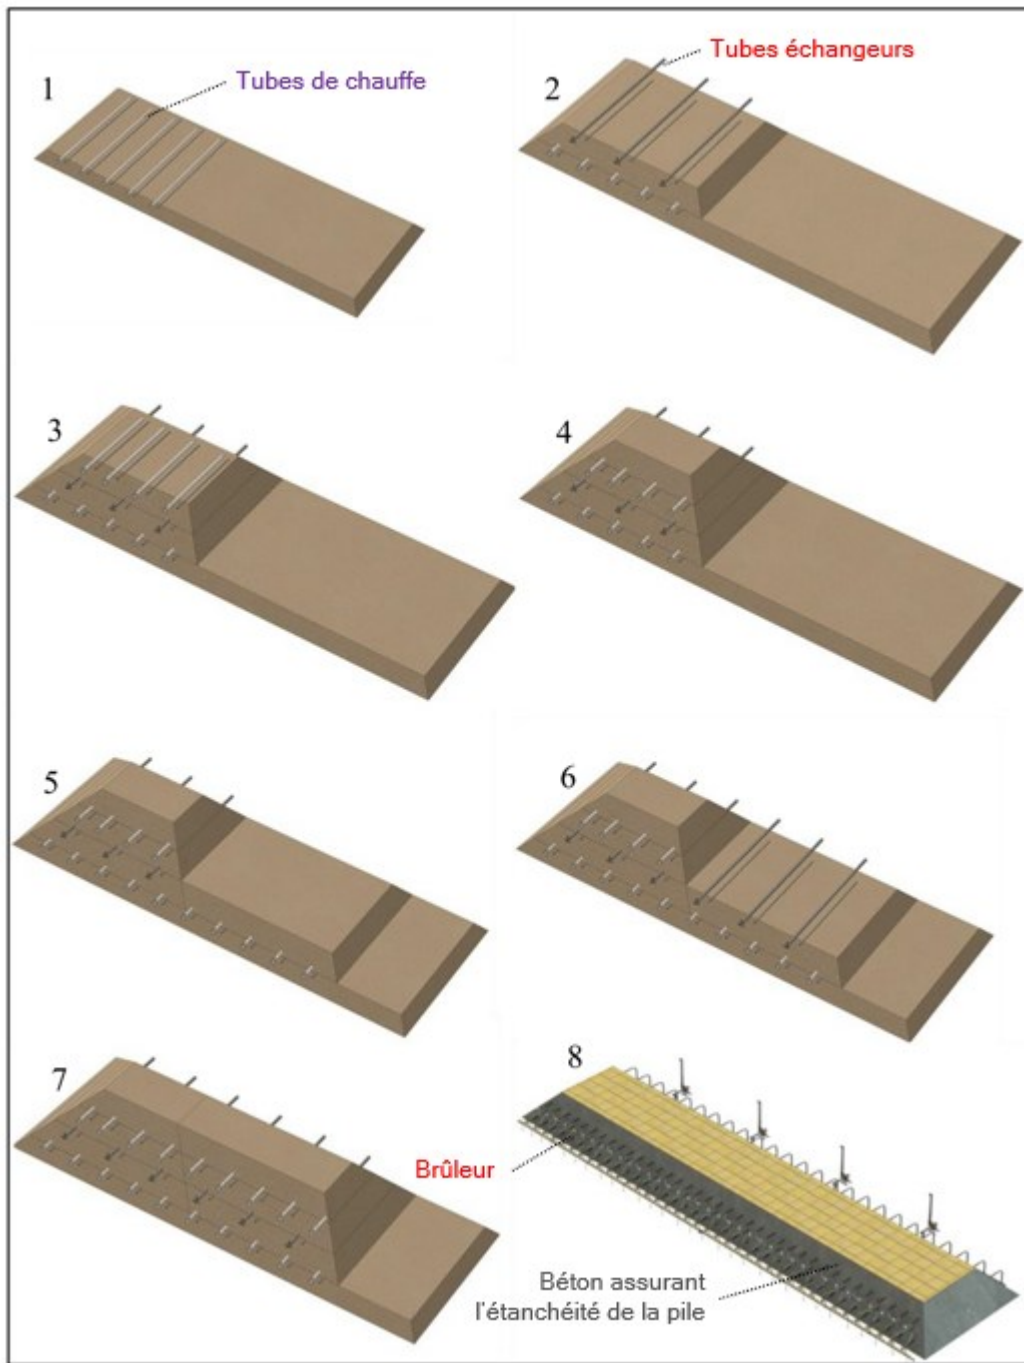 1
Tubes de chauffe
2
Tubes échangeurs
3
4
5
6
7
8
Brûleur
Béton assurant
l'étanchéité de la pile